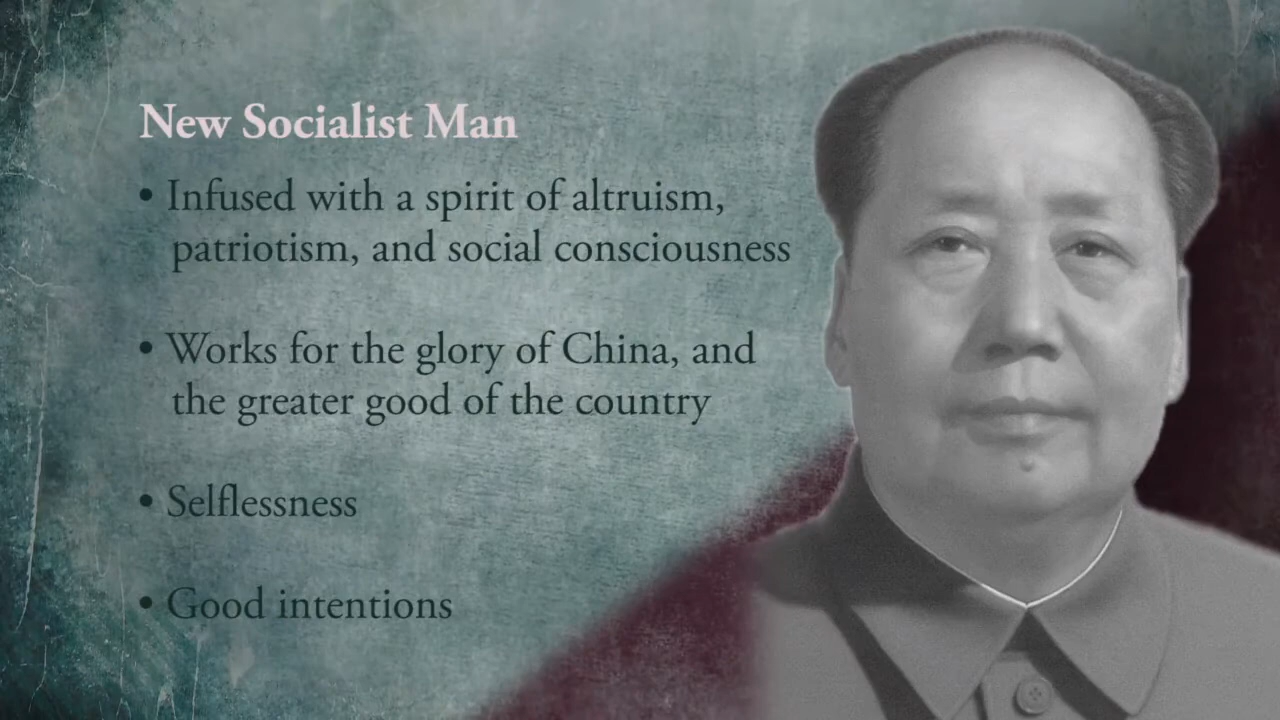 New Socialist Man
• Infused with a spirit of altruism,
patriotism, and social consciousness
• Works for the glory of China, and
the greater good of the country
• Selflessness
• Good intentions